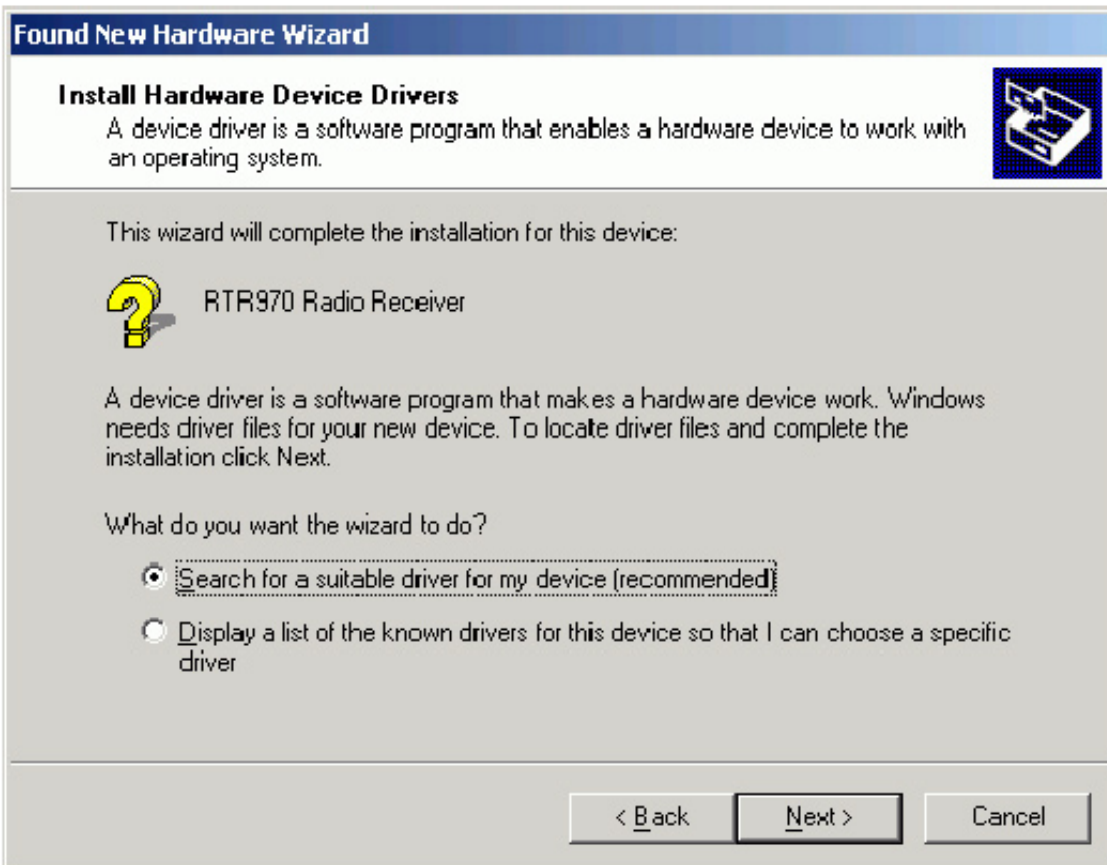 Found New Hardware Wizard
Install Hardware Device Drivers
A device driver is a software program that enables a hardware device to work with
an operating system.
This wizard will complete the installation for this device:
RTR970 Radio Receiver
A device driver is a software program that makes a hardware device work. Windows
needs driver files for your new device. To locate driver files and complete the
installation click Next.
What do you want the wizard to do?
Search for a suitable driver for my device (recommended)
Display a list of the known drivers for this device so that I can choose a specific
driver
< Back Next > Cancel